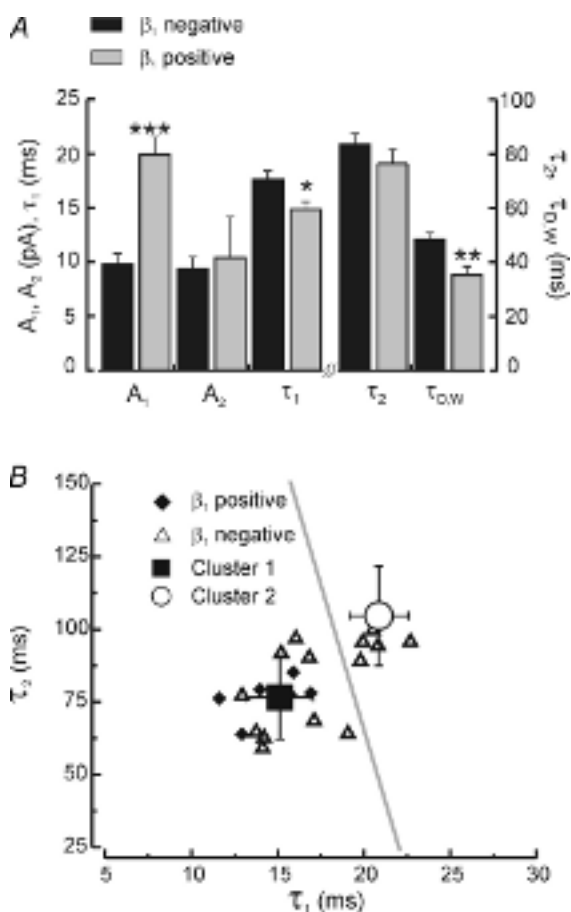 A
β₁ negative
β₁ positive
A₁, A₂ (pA), τ₁ (ms)
25
20
15
10
5
0
***
*
**
100
80
60
40
20
0
τ₂, τ_D,W (ms)
A₁ A₂ τ₁ τ₂ τ_D,W
B
τ₂ (ms)
150
125
100
75
50
25
β₁ positive
β₁ negative
Cluster 1
Cluster 2
5 10 15 20 25 30
τ₁ (ms)